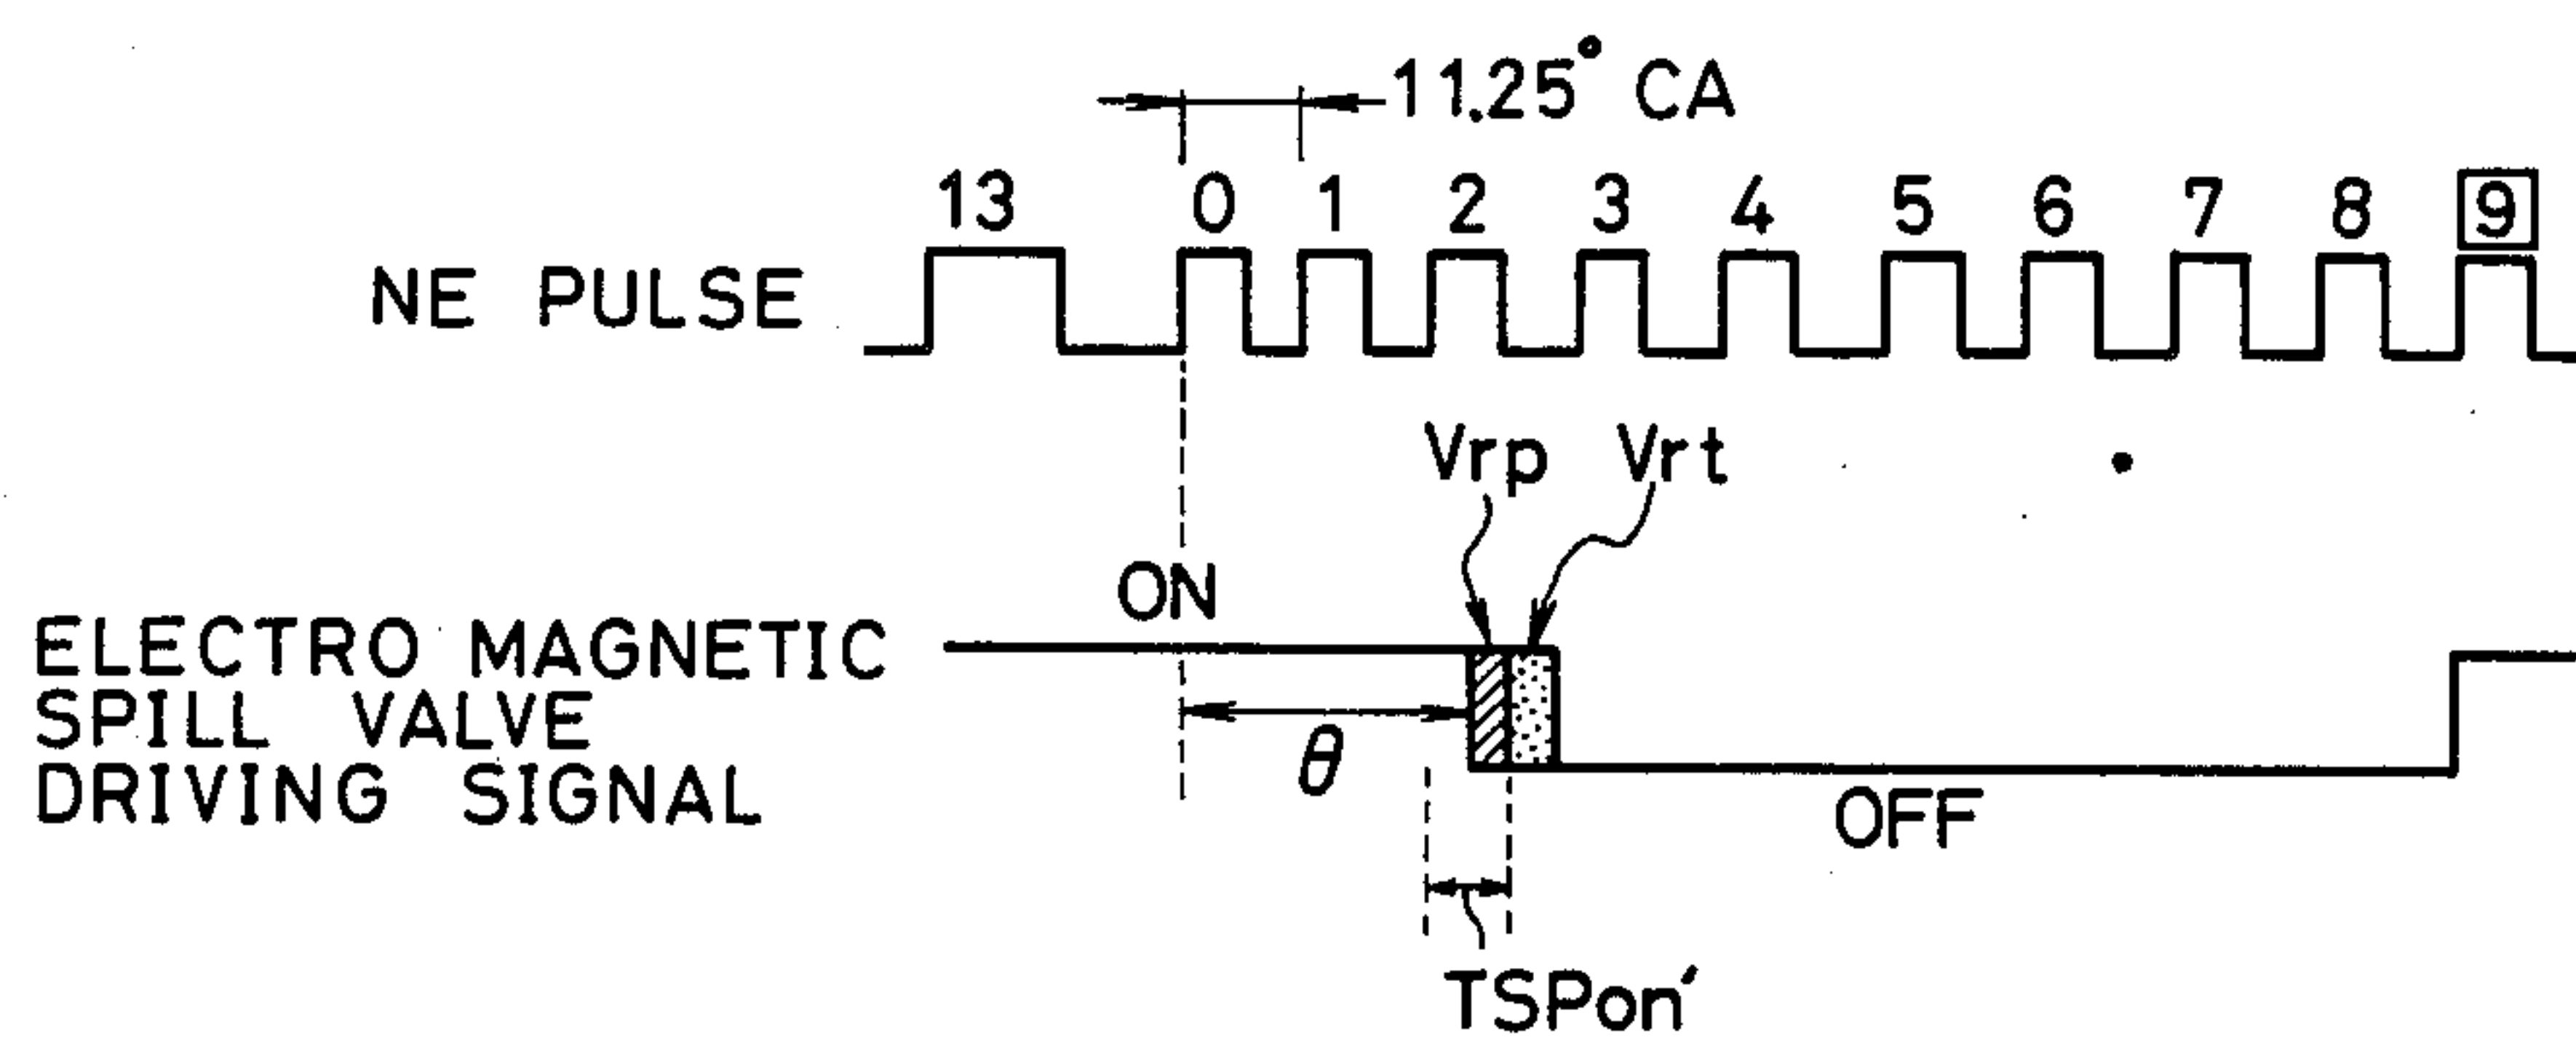 11.25° CA
13 0 1 2 3 4 5 6 7 8 9
NE PULSE
Vrp Vrt
ON
ELECTRO MAGNETIC
SPILL VALVE
DRIVING SIGNAL
θ
OFF
TSPon′